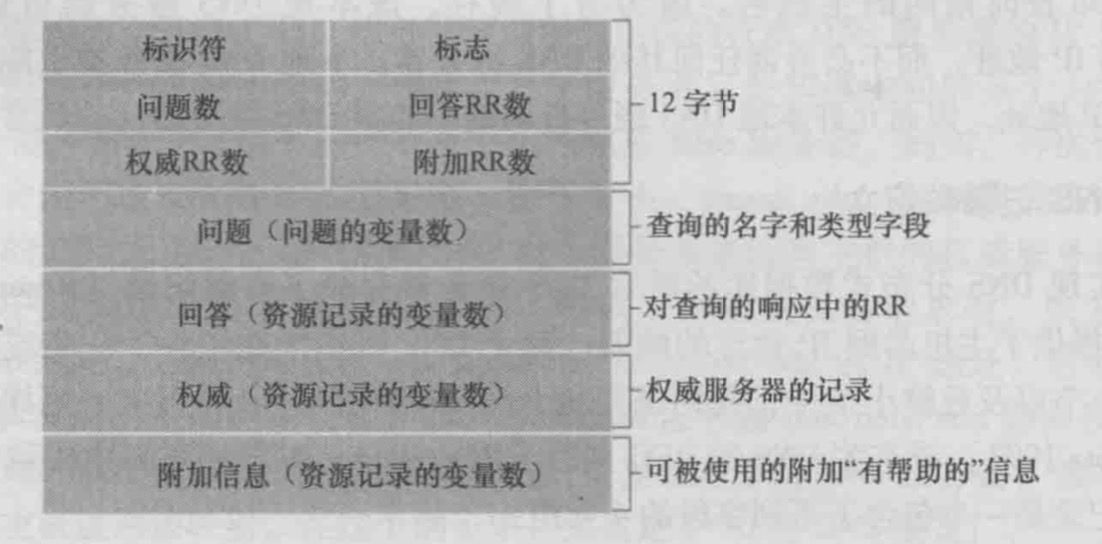 标识符 标志
问题数 回答RR数 12字节
权威RR数 附加RR数
问题（问题的变量数） 查询的名字和类型字段
回答（资源记录的变量数） 对查询的响应中的RR
权威（资源记录的变量数） 权威服务器的记录
附加信息（资源记录的变量数） 可被使用的附加“有帮助的”信息